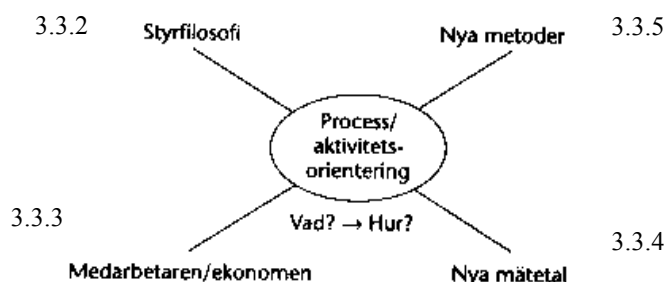 3.3.2 Styrfilosofi Nya metoder 3.3.5
Process/
aktivitets-
orientering
3.3.3 Vad? → Hur?
3.3.4
Medarbetaren/ekonomen Nya mätetal